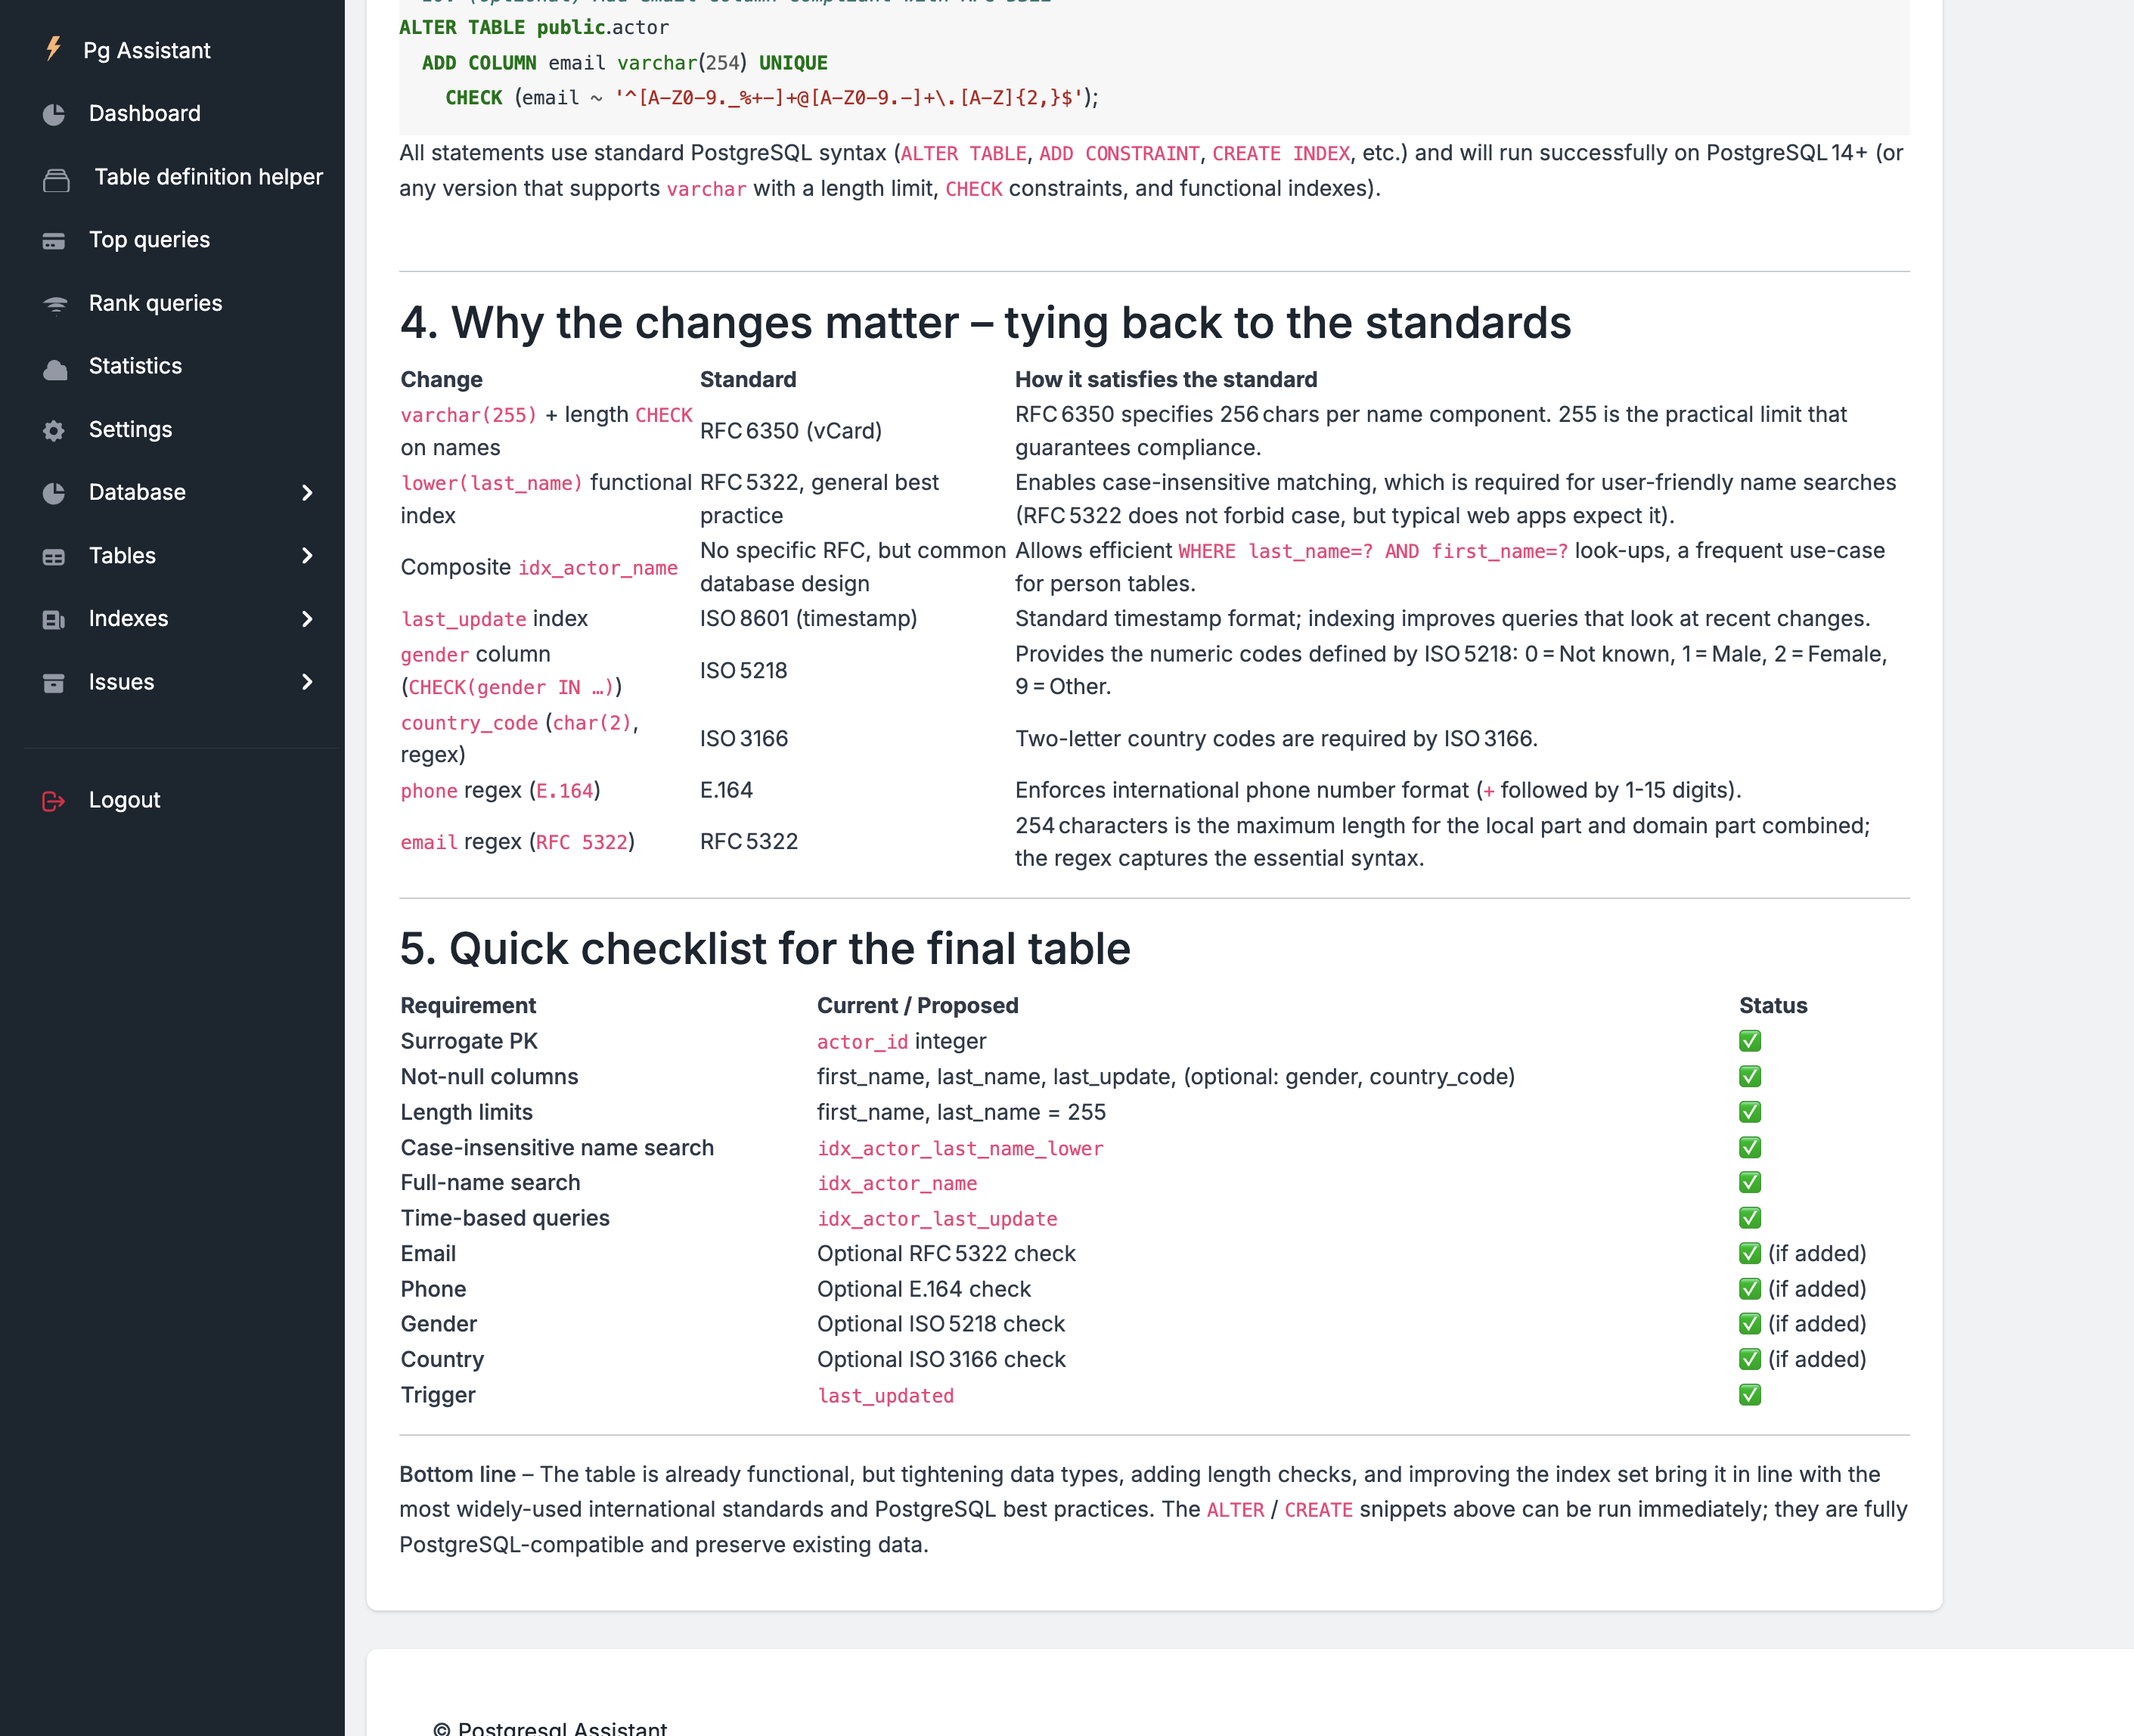 Pg Assistant
Dashboard
Table definition helper
Top queries
Rank queries
Statistics
Settings
Database
Tables
Indexes
Issues
Logout
ALTER TABLE public.actor
ADD COLUMN email varchar(254) UNIQUE
CHECK (email ~ '^[A-Z0-9._%+-]+@[A-Z0-9.-]+\.[A-Z]{2,}$');
All statements use standard PostgreSQL syntax (ALTER TABLE, ADD CONSTRAINT, CREATE INDEX, etc.) and will run successfully on PostgreSQL 14+ (or
any version that supports varchar with a length limit, CHECK constraints, and functional indexes).
4. Why the changes matter – tying back to the standards
Change Standard How it satisfies the standard
varchar(255) + length CHECK
on names
RFC 6350 (vCard)
RFC 6350 specifies 256 chars per name component. 255 is the practical limit that
guarantees compliance.
lower(last_name) functional
index
RFC 5322, general best
practice
Enables case-insensitive matching, which is required for user-friendly name searches
(RFC 5322 does not forbid case, but typical web apps expect it).
Composite idx_actor_name
No specific RFC, but common
database design
Allows efficient WHERE last_name=? AND first_name=? look-ups, a frequent use-case
for person tables.
last_update index ISO 8601 (timestamp) Standard timestamp format; indexing improves queries that look at recent changes.
gender column
(CHECK(gender IN …))
ISO 5218
Provides the numeric codes defined by ISO 5218: 0 = Not known, 1 = Male, 2 = Female,
9 = Other.
country_code (char(2),
regex)
ISO 3166
Two-letter country codes are required by ISO 3166.
phone regex (E.164) E.164 Enforces international phone number format (+ followed by 1-15 digits).
email regex (RFC 5322)
RFC 5322
254 characters is the maximum length for the local part and domain part combined;
the regex captures the essential syntax.
5. Quick checklist for the final table
Requirement Current / Proposed Status
Surrogate PK actor_id integer ✅
Not-null columns first_name, last_name, last_update, (optional: gender, country_code) ✅
Length limits first_name, last_name = 255 ✅
Case-insensitive name search idx_actor_last_name_lower ✅
Full-name search idx_actor_name ✅
Time-based queries idx_actor_last_update ✅
Email Optional RFC 5322 check ✅ (if added)
Phone Optional E.164 check ✅ (if added)
Gender Optional ISO 5218 check ✅ (if added)
Country Optional ISO 3166 check ✅ (if added)
Trigger last_updated ✅
Bottom line – The table is already functional, but tightening data types, adding length checks, and improving the index set bring it in line with the
most widely-used international standards and PostgreSQL best practices. The ALTER / CREATE snippets above can be run immediately; they are fully
PostgreSQL-compatible and preserve existing data.
© Postgresql Assistant